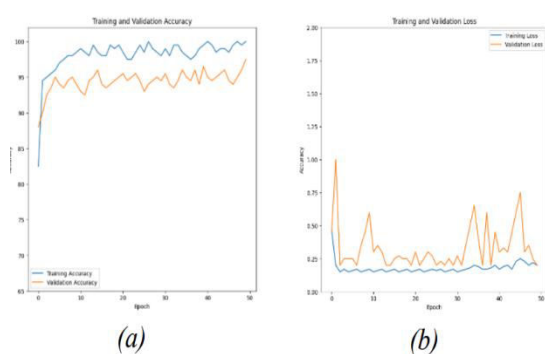 Training and Validation Accuracy
100
95
90
85
80
75
70
65
Training Accuracy
Validation Accuracy
0
10
20
30
40
50
Epoch
(a)
Training and Validation Loss
Training Loss
Validation Loss
2.00
1.75
1.50
1.25
1.00
0.75
0.50
0.25
0.00
Accuracy
0
10
20
30
40
50
Epoch
(b)